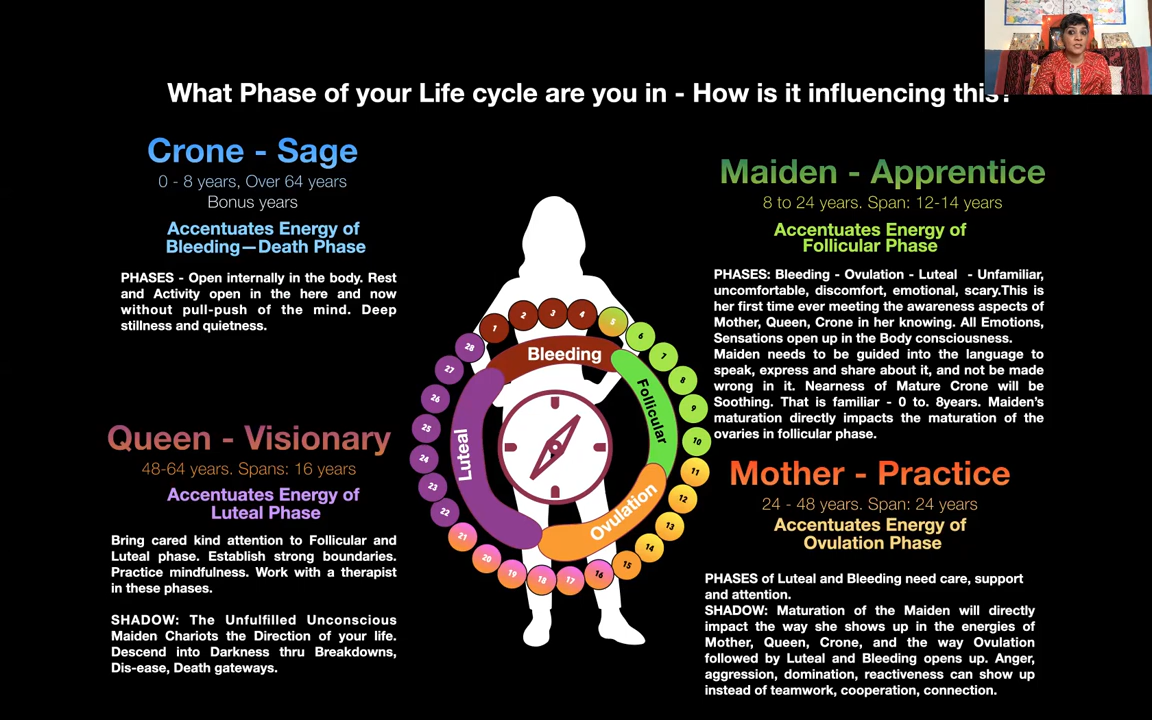 What Phase of your Life cycle are you in - How is it influencing this?
Crone - Sage
0 - 8 years, Over 64 years
Bonus years
Accentuates Energy of
Bleeding—Death Phase
PHASES - Open internally in the body. Rest
and Activity open in the here and now
without pull-push of the mind. Deep
stillness and quietness.
Maiden - Apprentice
8 to 24 years. Span: 12-14 years
Accentuates Energy of
Follicular Phase
PHASES: Bleeding - Ovulation - Luteal - Unfamiliar,
uncomfortable, discomfort, emotional, scary.This is
her first time ever meeting the awareness aspects of
Mother, Queen, Crone in her knowing. All Emotions,
Sensations open up in the Body consciousness.
Maiden needs to be guided into the language to
speak, express and share about it, and not be made
wrong in it. Nearness of Mature Crone will be
Soothing. That is familiar - 0 to. 8years. Maiden's
maturation directly impacts the maturation of the
ovaries in follicular phase.
1
2
3
4
5
6
7
8
9
10
11
12
13
14
15
16
17
18
19
20
21
22
23
24
25
26
27
28
Bleeding
Follicular
Ovulation
Luteal
Queen - Visionary
48-64 years. Spans: 16 years
Accentuates Energy of
Luteal Phase
Bring cared kind attention to Follicular and
Luteal phase. Establish strong boundaries.
Practice mindfulness. Work with a therapist
in these phases.
SHADOW: The Unfulfilled Unconscious
Maiden Chariots the Direction of your life.
Descend into Darkness thru Breakdowns,
Dis-ease, Death gateways.
Mother - Practice
24 - 48 years. Span: 24 years
Accentuates Energy of
Ovulation Phase
PHASES of Luteal and Bleeding need care, support
and attention.
SHADOW: Maturation of the Maiden will directly
impact the way she shows up in the energies of
Mother, Queen, Crone, and the way Ovulation
followed by Luteal and Bleeding opens up. Anger,
aggression, domination, reactiveness can show up
instead of teamwork, cooperation, connection.